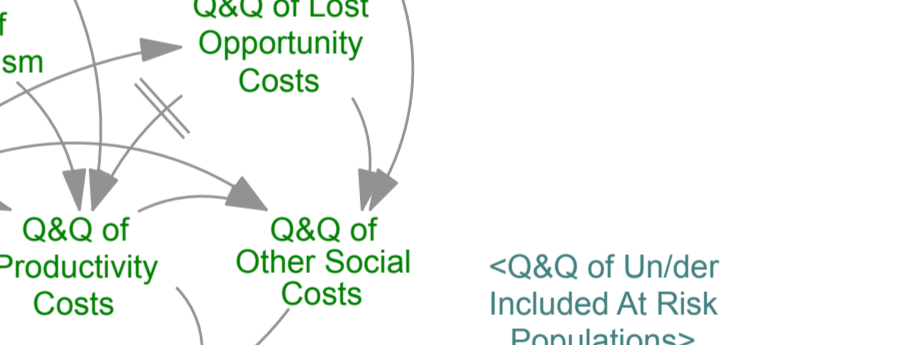 Q&Q of Lost
Opportunity
Costs
f
sm
Q&Q of
Productivity
Costs
Q&Q of
Other Social
Costs
<Q&Q of Un/der
Included At Risk
Populations>